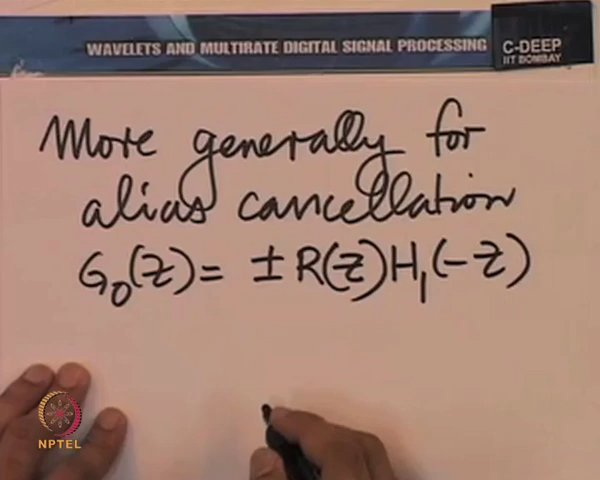 WAVELETS AND MULTIRATE DIGITAL SIGNAL PROCESSING
C-DEEP
IIT BOMBAY
More generally for
alias cancellation
G₀(Z) = ± R(Z)H₁(-Z)
NPTEL